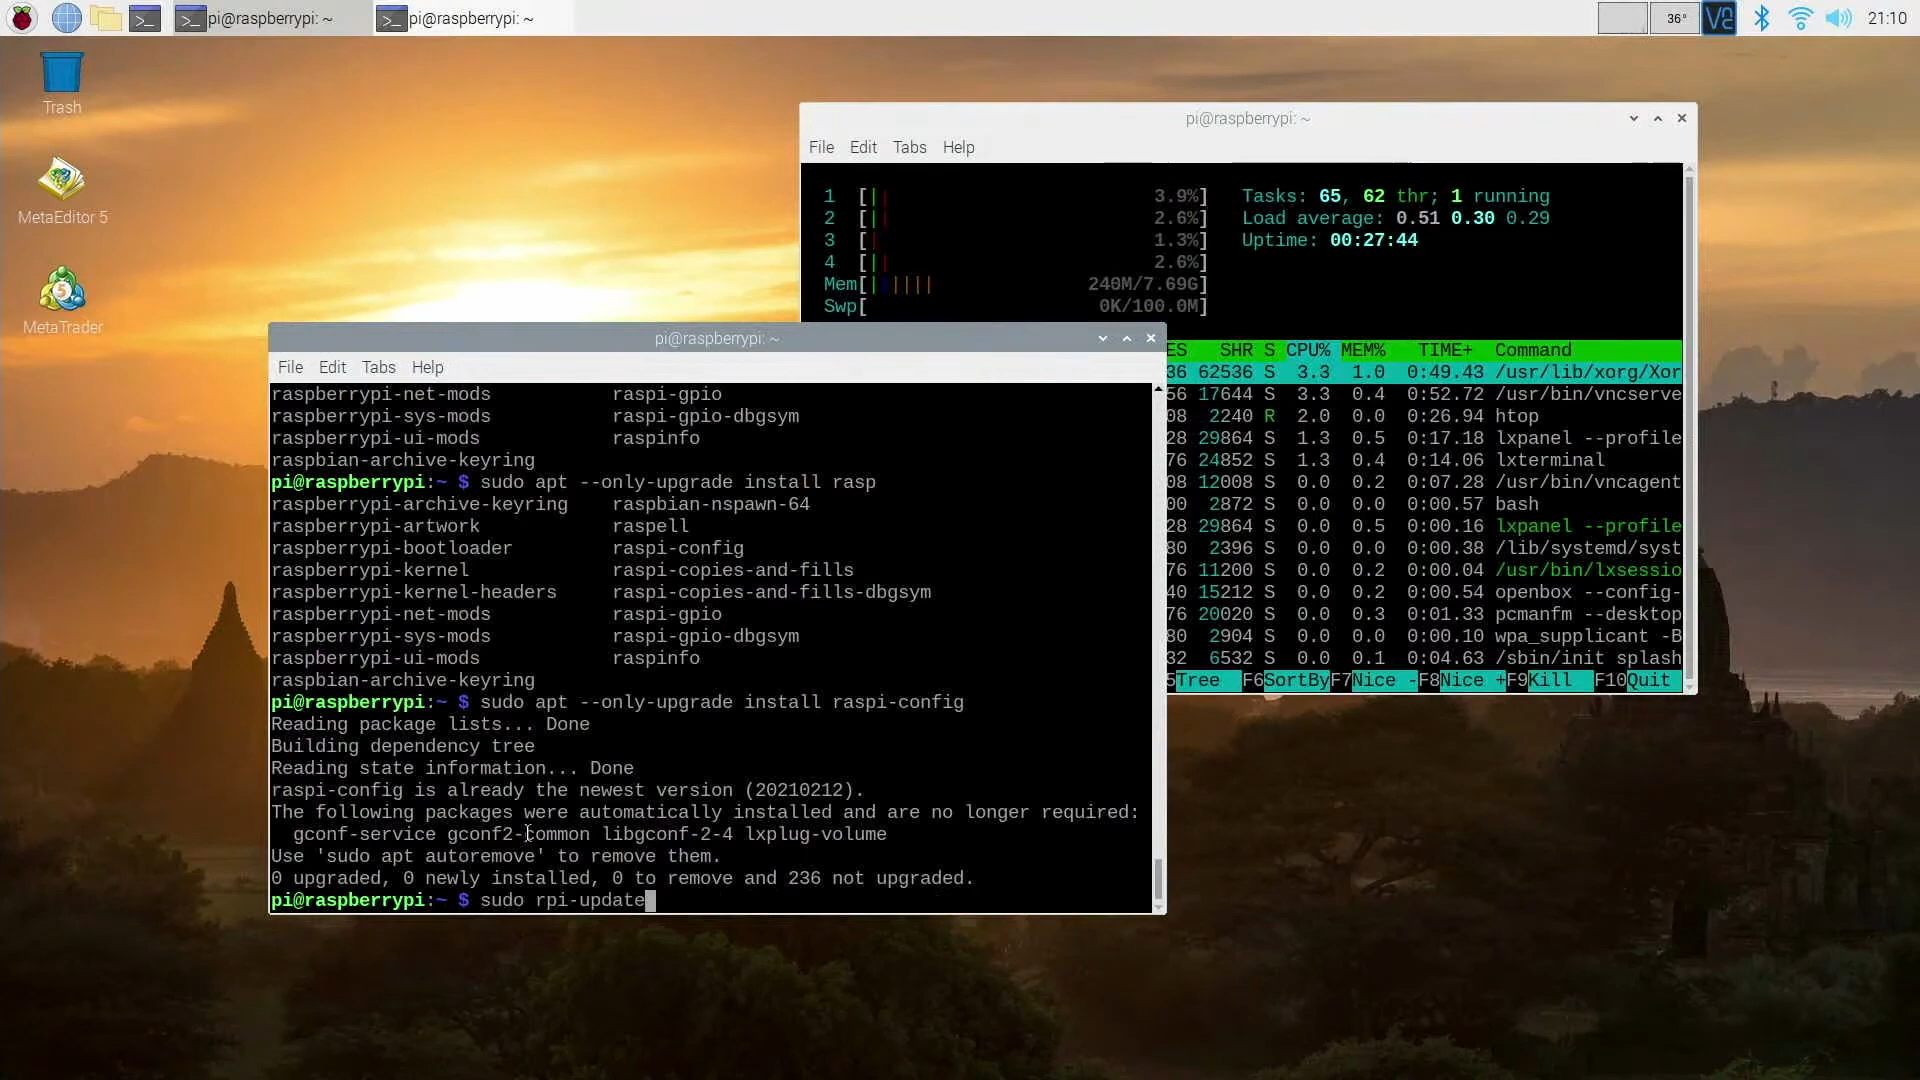 pi@raspberrypi: ~
pi@raspberrypi: ~
36°
21:10
Trash
MetaEditor 5
MetaTrader
pi@raspberrypi: ~
File Edit Tabs Help
1 [|| 3.9%]
2 [|| 2.6%]
3 [| 1.3%]
4 [|| 2.6%]
Mem[|||||| 240M/7.69G]
Swp[ 0K/100.0M]
Tasks: 65, 62 thr; 1 running
Load average: 0.51 0.30 0.29
Uptime: 00:27:44
ES SHR S CPU% MEM% TIME+ Command
36 62536 S 3.3 1.0 0:49.43 /usr/lib/xorg/Xor
56 17644 S 3.3 0.4 0:52.72 /usr/bin/vncserve
08 2240 R 2.0 0.0 0:26.94 htop
28 29864 S 1.3 0.5 0:17.18 lxpanel --profile
76 24852 S 1.3 0.4 0:14.06 lxterminal
08 12008 S 0.0 0.2 0:07.28 /usr/bin/vncagent
00 2872 S 0.0 0.0 0:00.57 bash
28 29864 S 0.0 0.5 0:00.16 lxpanel --profile
80 2396 S 0.0 0.0 0:00.38 /lib/systemd/syst
76 11200 S 0.0 0.2 0:00.04 /usr/bin/lxsessio
40 15212 S 0.0 0.2 0:00.54 openbox --config-
76 20020 S 0.0 0.3 0:01.33 pcmanfm --desktop
80 2904 S 0.0 0.0 0:00.10 wpa_supplicant -B
32 6532 S 0.0 0.1 0:04.63 /sbin/init splash
5Tree F6SortByF7Nice -F8Nice +F9Kill F10Quit
pi@raspberrypi: ~
File Edit Tabs Help
raspberrypi-net-mods raspi-gpio
raspberrypi-sys-mods raspi-gpio-dbgsym
raspberrypi-ui-mods raspinfo
raspbian-archive-keyring
pi@raspberrypi:~ $ sudo apt --only-upgrade install rasp
raspberrypi-archive-keyring raspbian-nspawn-64
raspberrypi-artwork raspell
raspberrypi-bootloader raspi-config
raspberrypi-kernel raspi-copies-and-fills
raspberrypi-kernel-headers raspi-copies-and-fills-dbgsym
raspberrypi-net-mods raspi-gpio
raspberrypi-sys-mods raspi-gpio-dbgsym
raspberrypi-ui-mods raspinfo
raspbian-archive-keyring
pi@raspberrypi:~ $ sudo apt --only-upgrade install raspi-config
Reading package lists... Done
Building dependency tree
Reading state information... Done
raspi-config is already the newest version (20210212).
The following packages were automatically installed and are no longer required:
gconf-service gconf2-common libgconf-2-4 lxplug-volume
Use 'sudo apt autoremove' to remove them.
0 upgraded, 0 newly installed, 0 to remove and 236 not upgraded.
pi@raspberrypi:~ $ sudo rpi-update